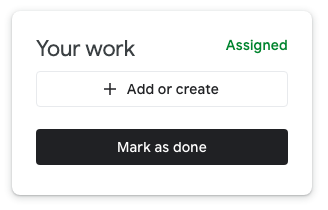 Your work
Assigned
+ Add or create
Mark as done